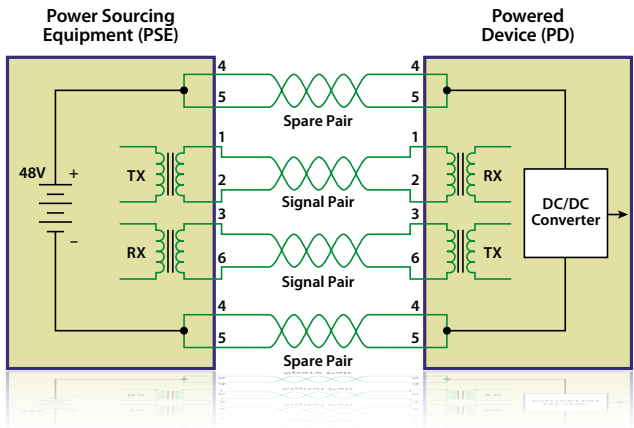 Power Sourcing
Equipment (PSE)
Powered
Device (PD)
4
4
5
5
Spare Pair
1
1
48V
+
TX
RX
2
2
Signal Pair
DC/DC
Converter
3
3
–
RX
TX
6
6
Signal Pair
4
4
5
5
Spare Pair